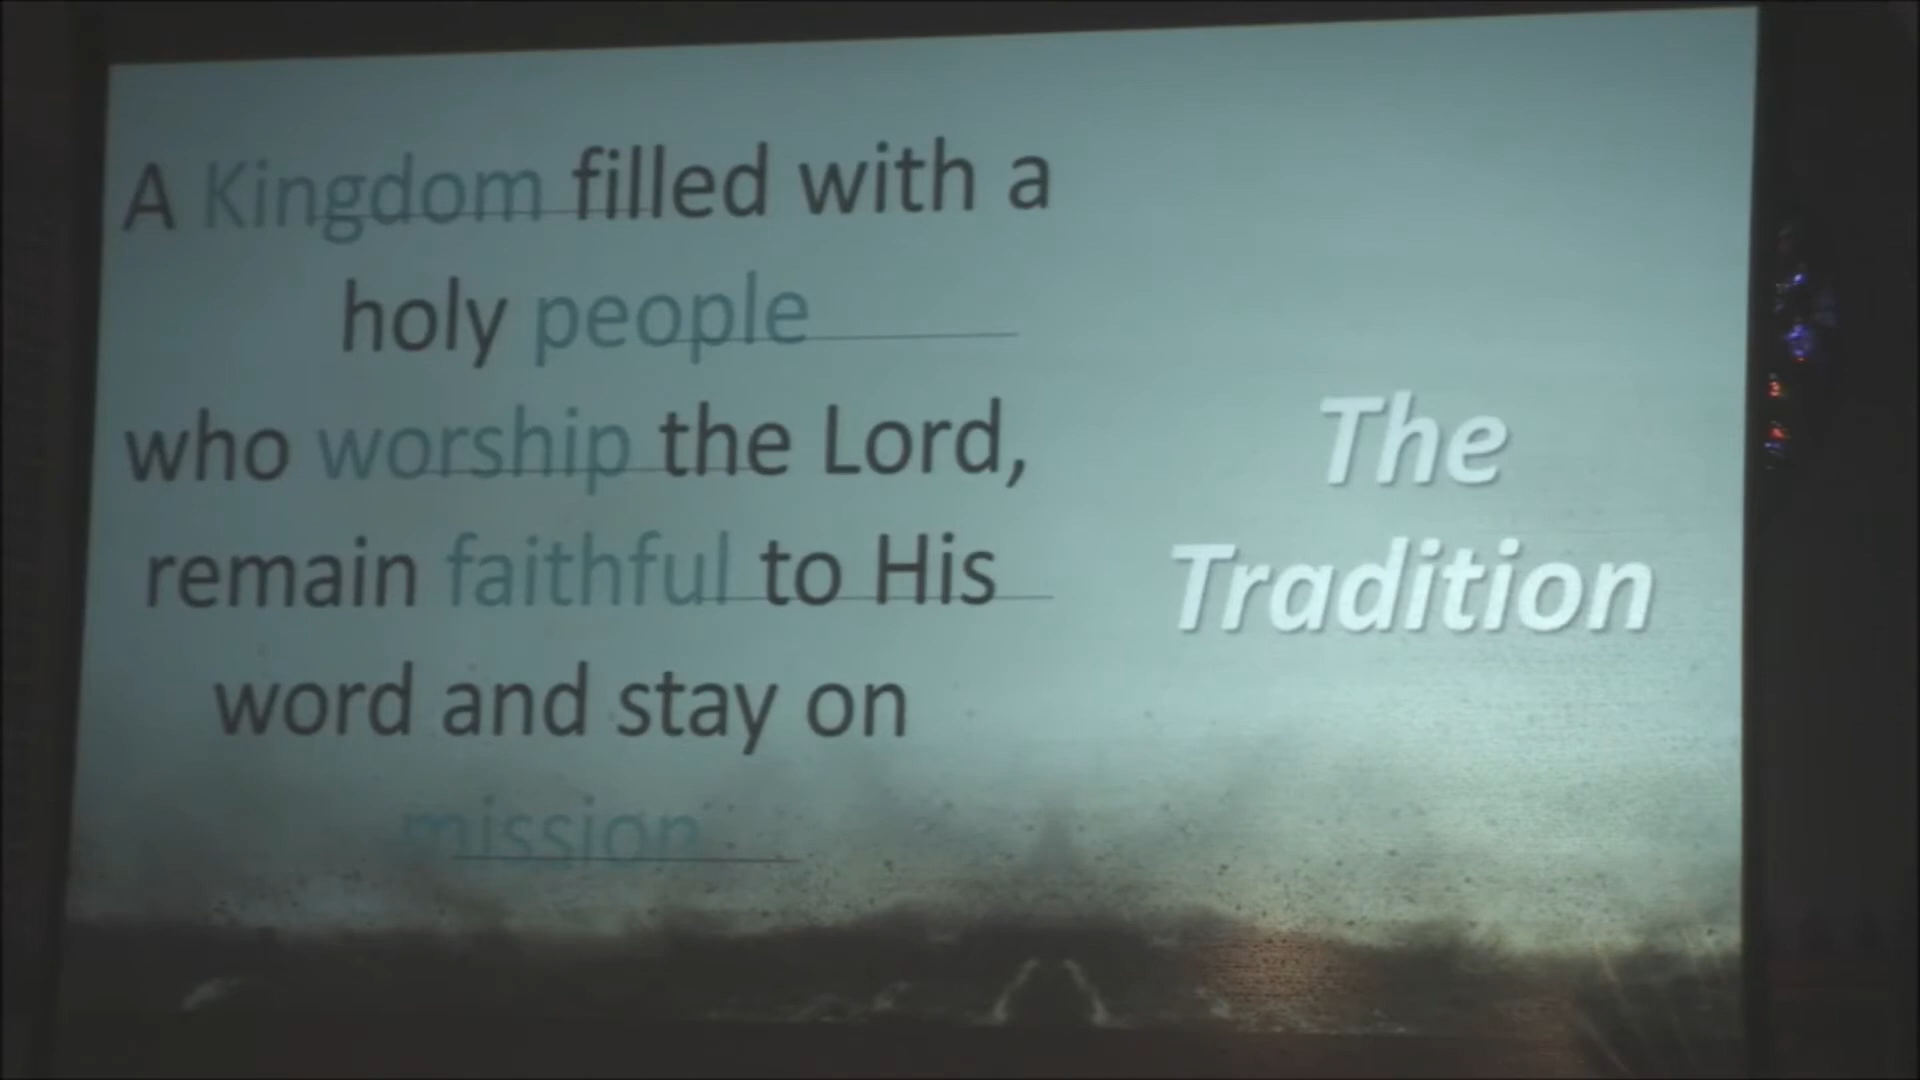 A Kingdom filled with a
holy people
who worship the Lord,
remain faithful to His
word and stay on
mission
The
Tradition